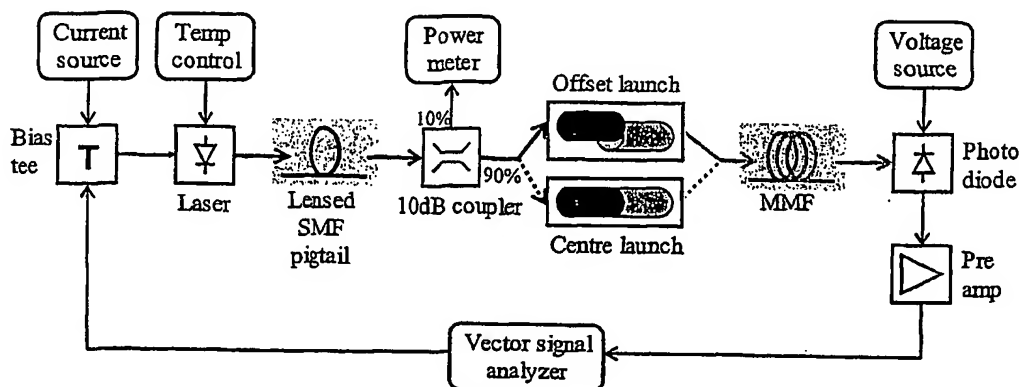 Current
source
Temp
control
Power
meter
Voltage
source
Offset launch
Bias
tee
T
10%
90%
Photo
diode
Laser
Lensed
SMF
pigtail
10dB coupler
MMF
Centre launch
Pre
amp
Vector signal
analyzer